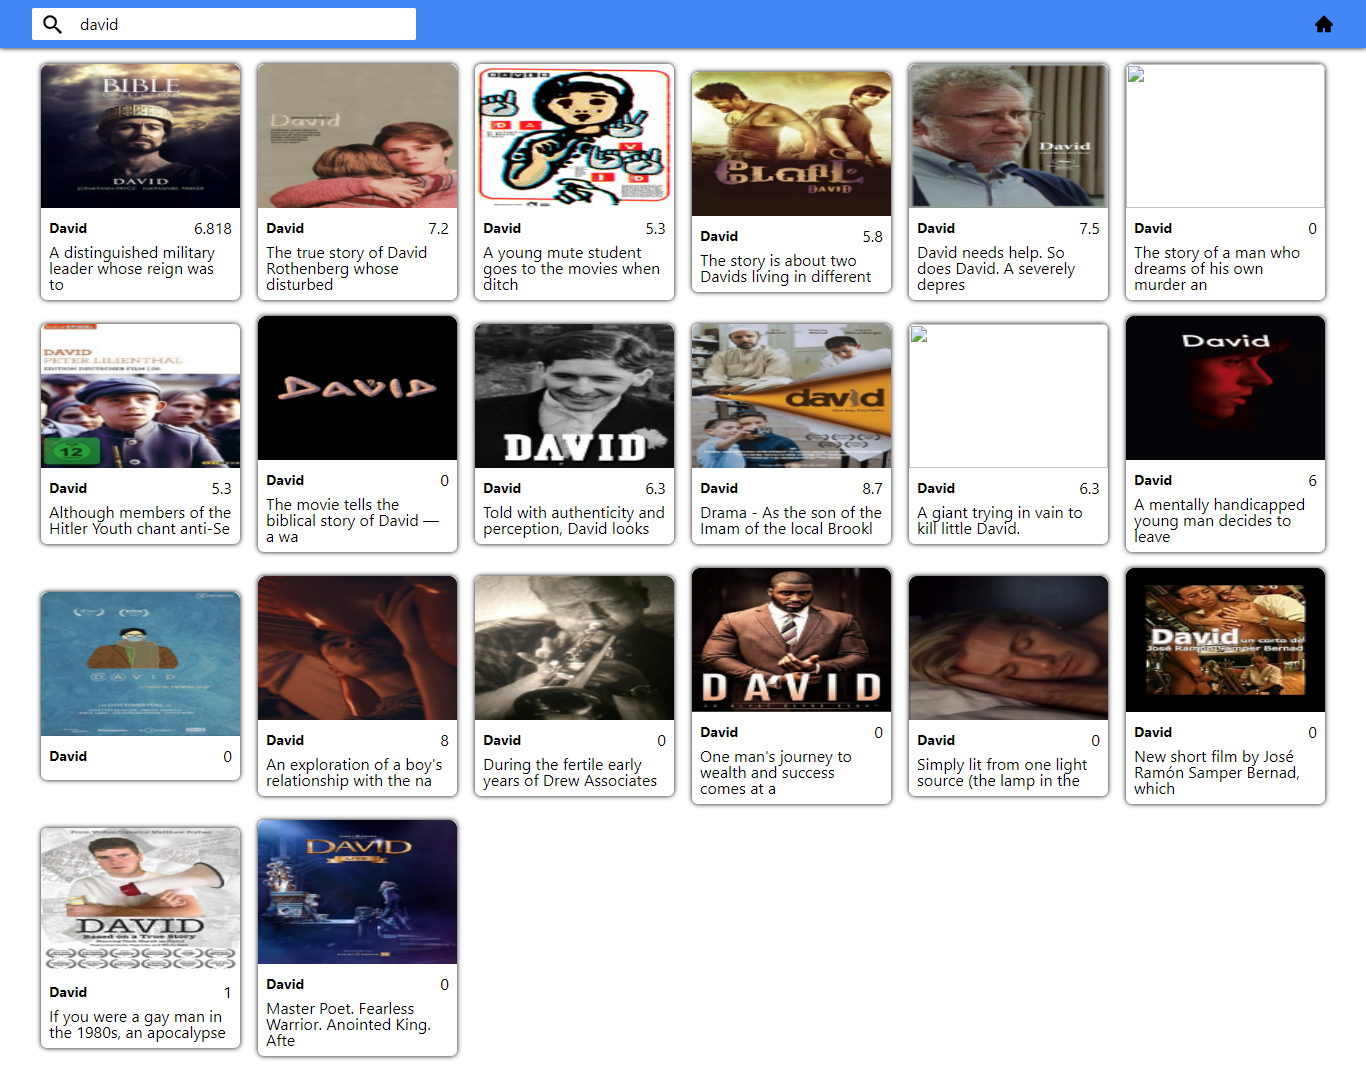 david
BIBLE
DAVID
JONATHAN PRYCE NATHANIEL PARKER
David 6.818
A distinguished military
leader whose reign was
to
David
David 7.2
The true story of David
Rothenberg whose
disturbed
D A
V
I D
David 5.3
A young mute student
goes to the movies when
ditch
டேவிட்
DAVID
David 5.8
The story is about two
Davids living in different
David
David 7.5
David needs help. So
does David. A severely
depres
David 0
The story of a man who
dreams of his own
murder an
DAVID
PETER LILIENTHAL
EDITION DEUTSCHER FILM
12
David 5.3
Although members of the
Hitler Youth chant anti-Se
DAVID
David 0
The movie tells the
biblical story of David —
a wa
DAVID
David 6.3
Told with authenticity and
perception, David looks
david
David 8.7
Drama - As the son of the
Imam of the local Brookl
David 6.3
A giant trying in vain to
kill little David.
David
David 6
A mentally handicapped
young man decides to
leave
DAVID
David 0
David 8
An exploration of a boy's
relationship with the na
David 0
During the fertile early
years of Drew Associates
DAVID
David 0
One man's journey to
wealth and success
comes at a
David 0
Simply lit from one light
source (the lamp in the
David un corto de
José Ramón Samper Bernad
David 0
New short film by José
Ramón Samper Bernad,
which
DAVID
Based on a True Story
David 1
If you were a gay man in
the 1980s, an apocalypse
DAVID
LIVE
David 0
Master Poet. Fearless
Warrior. Anointed King.
Afte